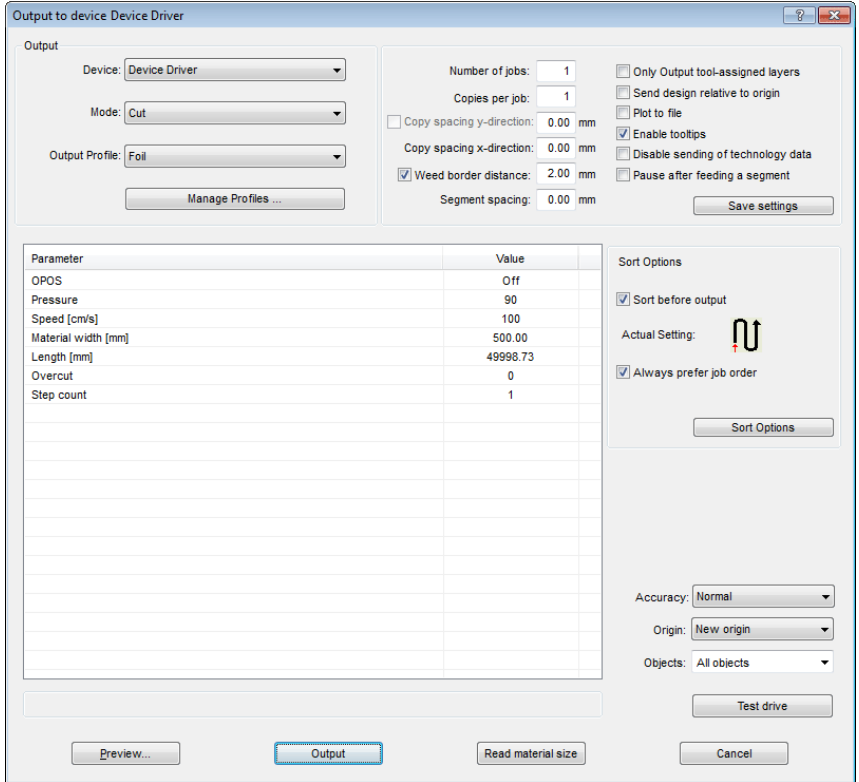 Output to device Device Driver
Output
Device: Device Driver
Mode: Cut
Output Profile: Foil
Manage Profiles ...
Number of jobs: 1
Copies per job: 1
Copy spacing y-direction: 0.00 mm
Copy spacing x-direction: 0.00 mm
Weed border distance: 2.00 mm
Segment spacing: 0.00 mm
Only Output tool-assigned layers
Send design relative to origin
Plot to file
Enable tooltips
Disable sending of technology data
Pause after feeding a segment
Save settings
Parameter Value
OPOS Off
Pressure 90
Speed [cm/s] 100
Material width [mm] 500.00
Length [mm] 49998.73
Overcut 0
Step count 1
Sort Options
Sort before output
Actual Setting:
Always prefer job order
Sort Options
Accuracy: Normal
Origin: New origin
Objects: All objects
Test drive
Preview... Output Read material size Cancel